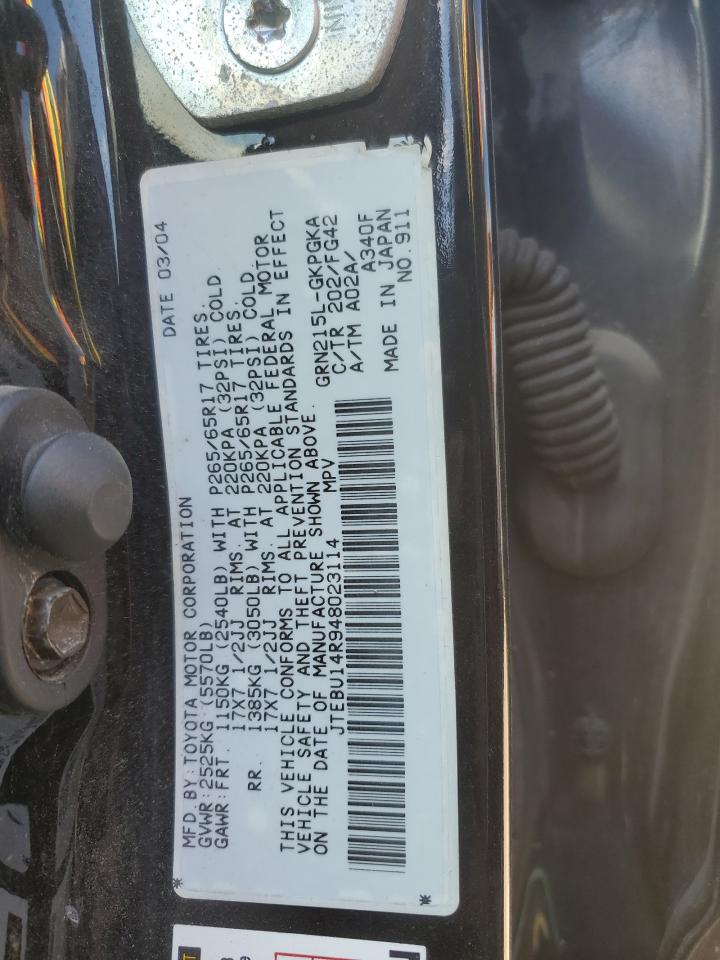 MFD. BY: TOYOTA MOTOR CORPORATION DATE 03/04
GVWR: 2525KG (5570LB)
GAWR: FRT. 1150KG (2540LB) WITH P265/65R17 TIRES.
17X7 1/2JJ RIMS. AT 220KPA (32PSI) COLD.
RR. 1385KG (3050LB) WITH P265/65R17 TIRES.
17X7 1/2JJ RIMS. AT 220KPA (32PSI) COLD.
THIS VEHICLE CONFORMS TO ALL APPLICABLE FEDERAL MOTOR
VEHICLE SAFETY AND THEFT PREVENTION STANDARDS IN EFFECT
ON THE DATE OF MANUFACTURE SHOWN ABOVE.
JTEBU14R948023114 MPV
GRN215L-GKPGKA
C/TR 202/FG42
A/TM A02A/
A340F
MADE IN JAPAN
NO.911